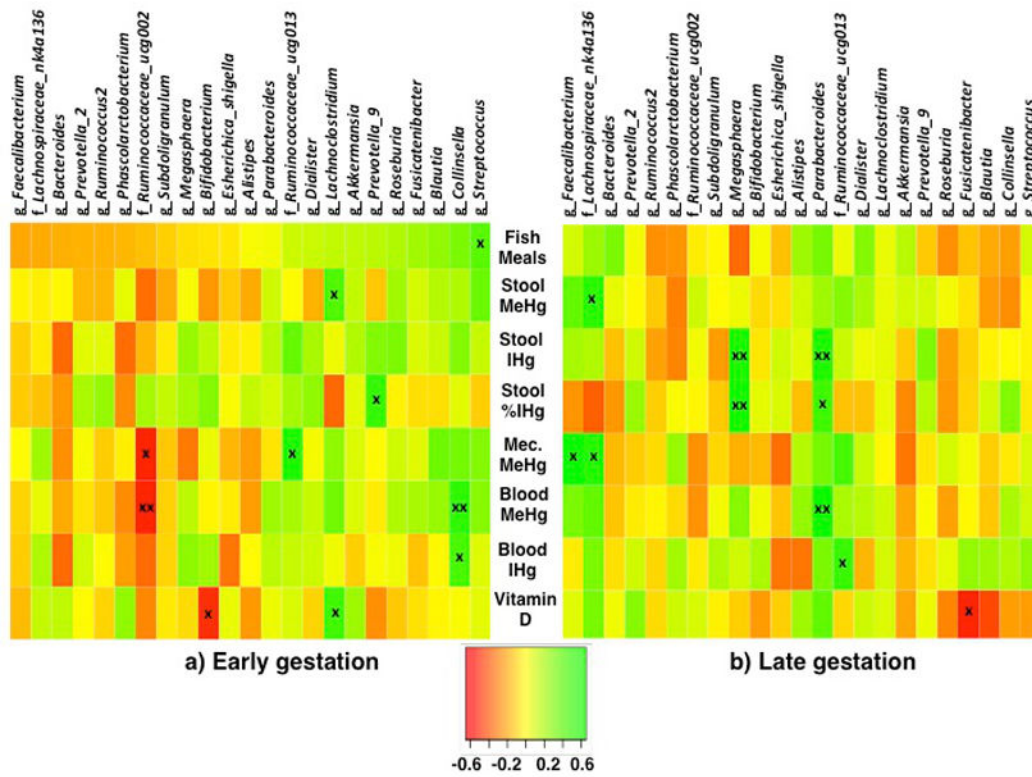 g_Faecalibacterium
f_Lachnospiraceae_nk4a136
g_Bacteroides
g_Prevotella_2
g_Ruminococcus2
g_Phascolarctobacterium
f_Ruminococcaceae_ucg002
g_Subdoligranulum
g_Megasphaera
g_Bifidobacterium
g_Esherichica_shigella
g_Alistipes
g_Parabacteroides
f_Ruminococcaceae_ucg013
g_Dialister
g_Lachnoclostridium
g_Akkermansia
g_Prevotella_9
g_Roseburia
g_Fusicatenibacter
g_Blautia
g_Collinsella
g_Streptococcus
g_Faecalibacterium
f_Lachnospiraceae_nk4a136
g_Bacteroides
g_Prevotella_2
g_Ruminococcus2
g_Phascolarctobacterium
f_Ruminococcaceae_ucg002
g_Subdoligranulum
g_Megasphaera
g_Bifidobacterium
g_Esherichica_shigella
g_Alistipes
g_Parabacteroides
f_Ruminococcaceae_ucg013
g_Dialister
g_Lachnoclostridium
g_Akkermansia
g_Prevotella_9
g_Roseburia
g_Fusicatenibacter
g_Blautia
g_Collinsella
g_Streptococcus
x Fish
Meals
x Stool x
MeHg
Stool
IHg xx xx
x Stool xx x
%IHg
x x Mec. x x
MeHg
xx xx Blood xx
MeHg
x Blood x
IHg
x x Vitamin x
D
a) Early gestation
b) Late gestation
-0.6 -0.2 0.2 0.6